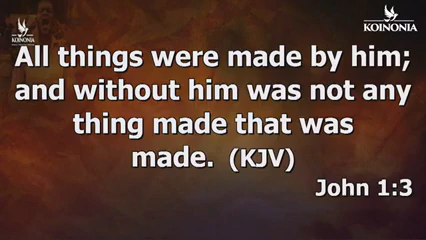 KOINONIA
KOINONIA
All things were made by him;
and without him was not any
thing made that was
made. (KJV)
John 1:3